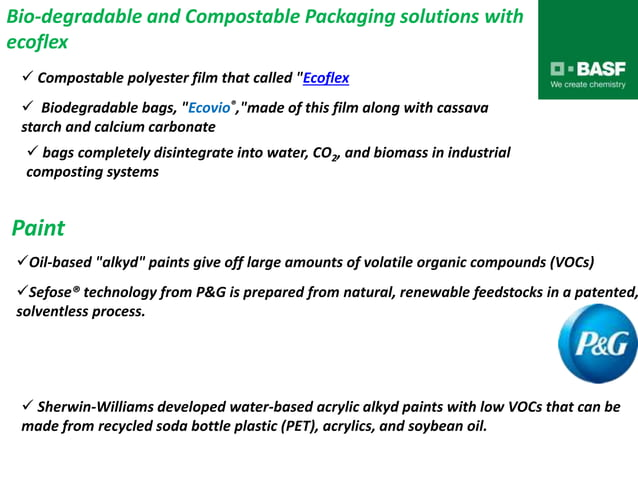 Bio-degradable and Compostable Packaging solutions with
ecoflex
BASF
We create chemistry
✓ Compostable polyester film that called "Ecoflex
✓ Biodegradable bags, "Ecovio®,"made of this film along with cassava
starch and calcium carbonate
✓ bags completely disintegrate into water, CO₂, and biomass in industrial
composting systems
Paint
✓Oil-based "alkyd" paints give off large amounts of volatile organic compounds (VOCs)
✓Sefose® technology from P&G is prepared from natural, renewable feedstocks in a patented,
solventless process.
P&G
✓ Sherwin-Williams developed water-based acrylic alkyd paints with low VOCs that can be
made from recycled soda bottle plastic (PET), acrylics, and soybean oil.